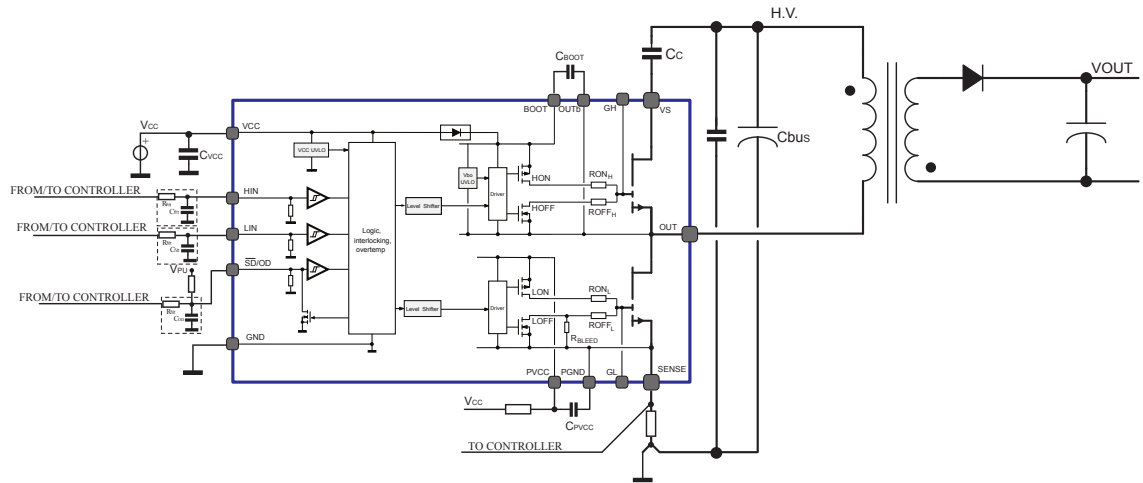 H.V.
CBOOT
CC
VOUT
BOOT
OUTb
GH
VS
VCC
VCC
CVCC
VCC UVLO
Cbus
Vbo
UVLO
HON
RONH
FROM/TO CONTROLLER
HIN
Driver
HOFF
ROFFH
Level Shifter
FROM/TO CONTROLLER
LIN
Logic,
interlocking,
overtemp
OUT
VPU
SD/OD
FROM/TO CONTROLLER
LON
RONL
Level Shifter
Driver
LOFF
ROFFL
RBLEED
GND
PVCC
PGND
GL
SENSE
VCC
CPVCC
TO CONTROLLER